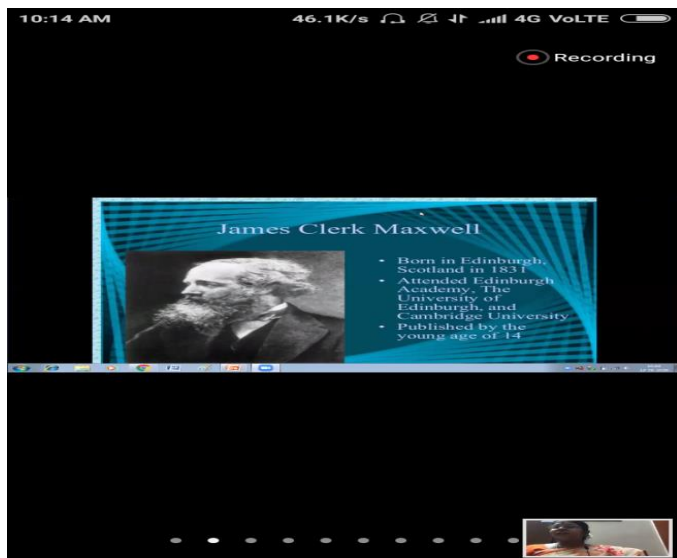 10:14 AM 46.1K/s 4G VoLTE
Recording
James Clerk Maxwell
• Born in Edinburgh,
Scotland in 1831
• Attended Edinburgh
Academy, The
University of
Edinburgh, and
Cambridge University
• Published by the
young age of 14